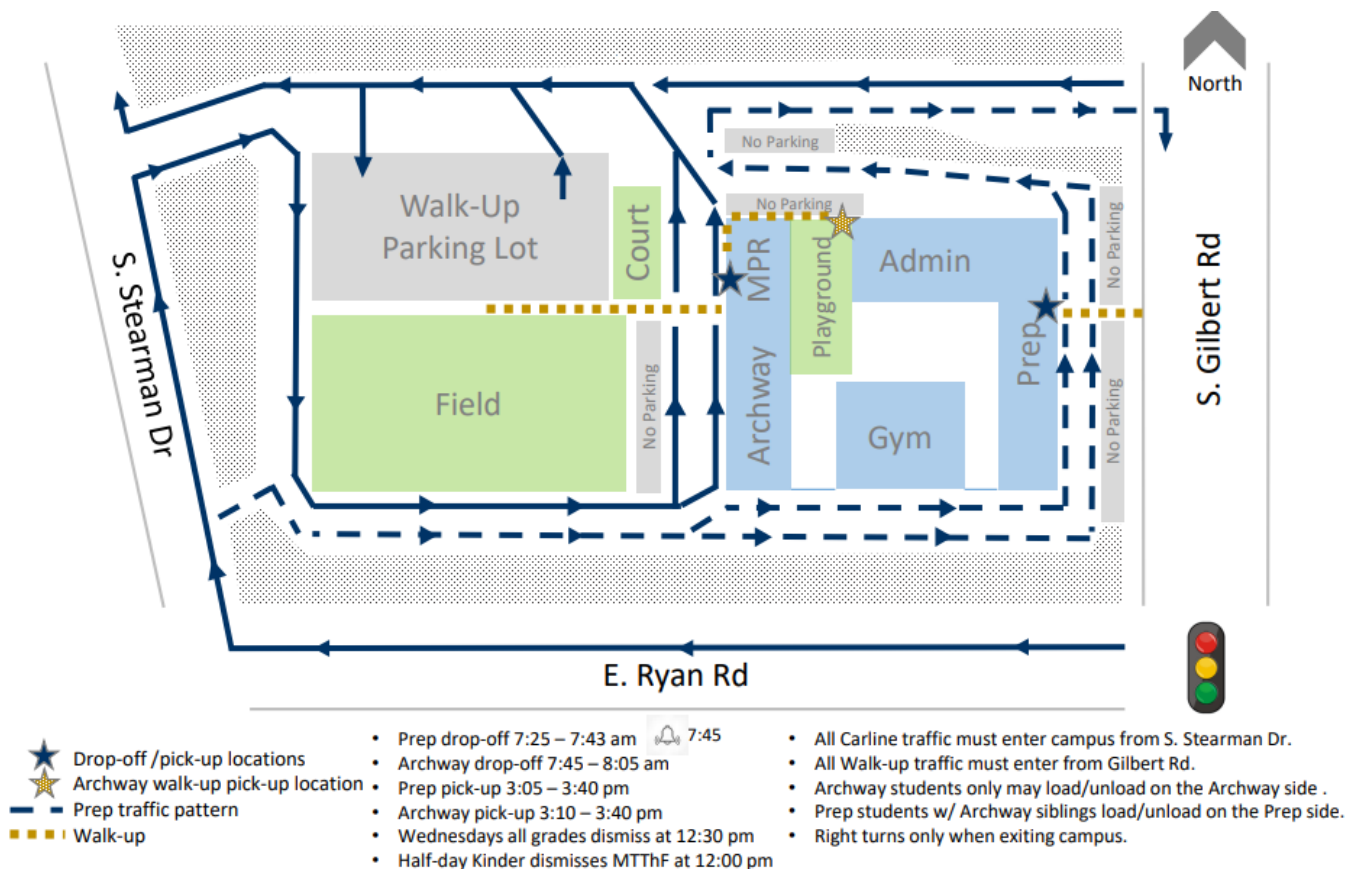 North
No Parking
No Parking
Walk-Up
Parking Lot
Court
MPR
Playground
Admin
No Parking
S. Gilbert Rd
S. Stearman Dr
Field
No Parking
Archway
Gym
Prep
No Parking
E. Ryan Rd
Drop-off /pick-up locations
Archway walk-up pick-up location
Prep traffic pattern
Walk-up
• Prep drop-off 7:25 – 7:43 am 7:45
• Archway drop-off 7:45 – 8:05 am
• Prep pick-up 3:05 – 3:40 pm
• Archway pick-up 3:10 – 3:40 pm
• Wednesdays all grades dismiss at 12:30 pm
• Half-day Kinder dismisses MTThF at 12:00 pm
• All Carline traffic must enter campus from S. Stearman Dr.
• All Walk-up traffic must enter from Gilbert Rd.
• Archway students only may load/unload on the Archway side .
• Prep students w/ Archway siblings load/unload on the Prep side.
• Right turns only when exiting campus.